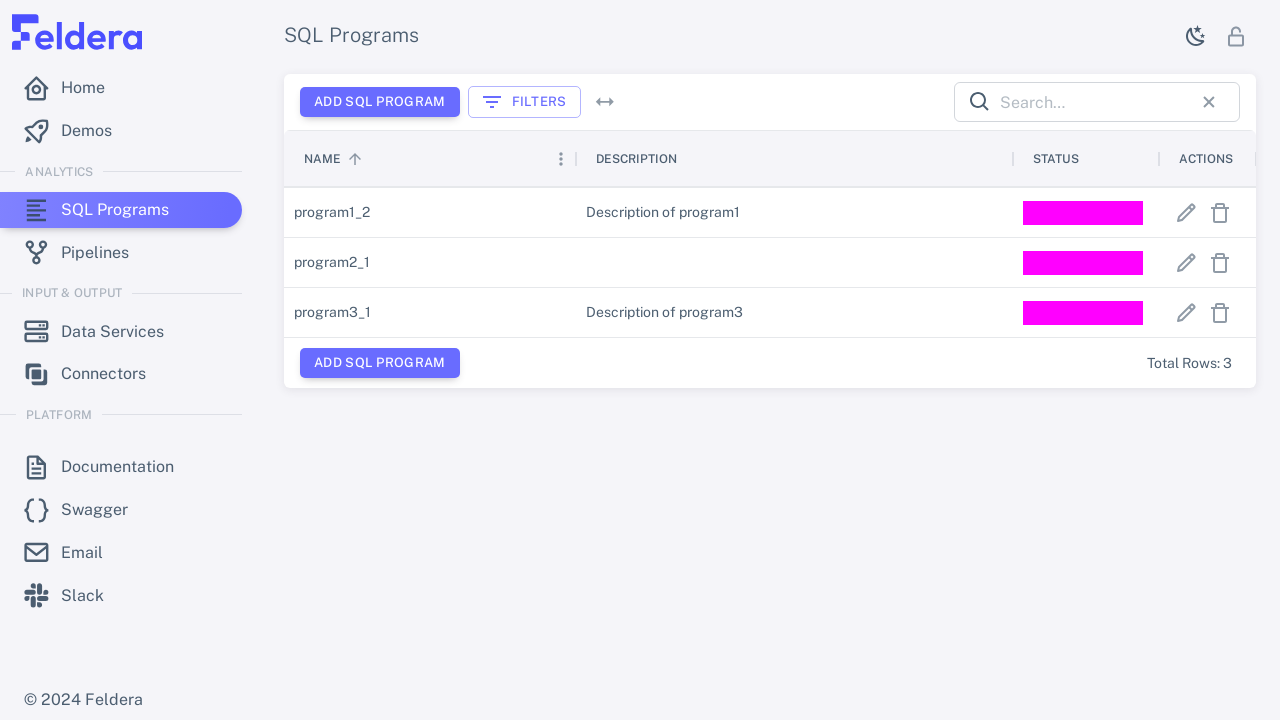 Feldera
Home
Demos
ANALYTICS
SQL Programs
Pipelines
INPUT & OUTPUT
Data Services
Connectors
PLATFORM
Documentation
Swagger
Email
Slack
© 2024 Feldera
SQL Programs
ADD SQL PROGRAM FILTERS Search...
NAME DESCRIPTION STATUS ACTIONS
program1_2 Description of program1
program2_1
program3_1 Description of program3
ADD SQL PROGRAM Total Rows: 3